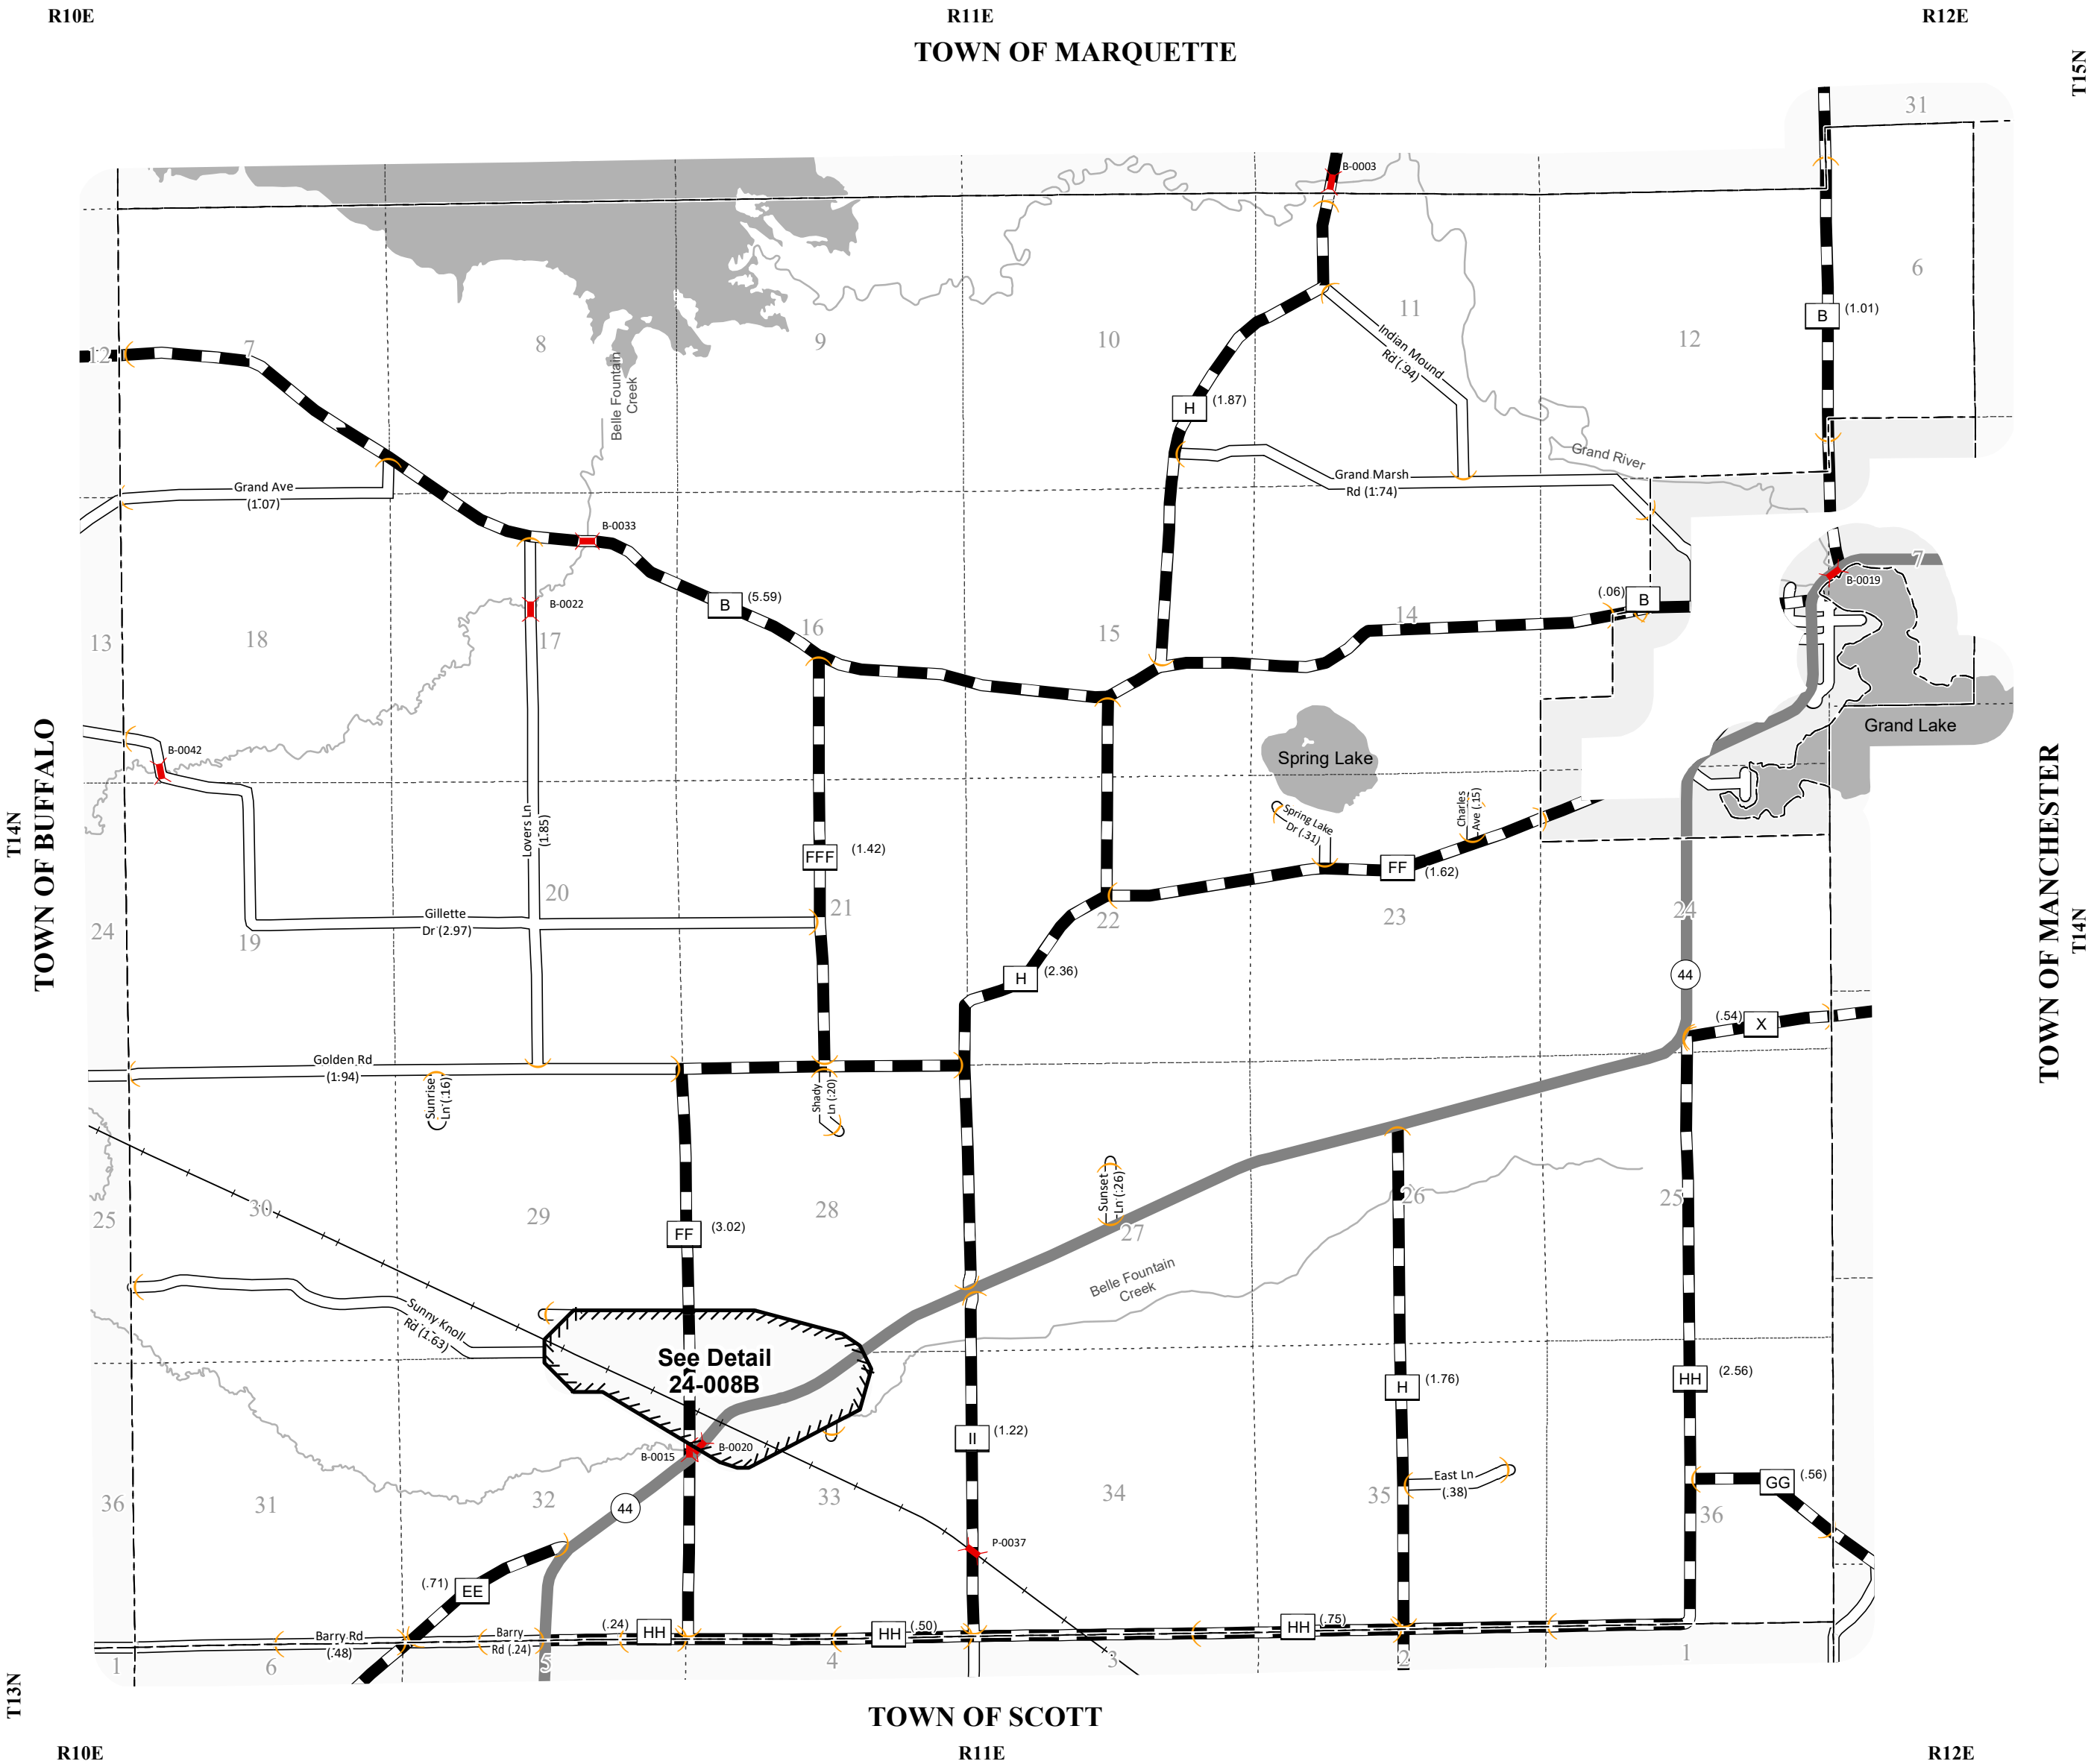 R10E
R11E
R12E
TOWN OF MARQUETTE
T15N
31
B-0003
6
11
B
(1.01)
12
7
8
9
10
12
Indian Mound
Rd (.94)
Belle Fountain
Creek
H
(1.87)
Grand River
Grand Marsh
Rd (1.74)
Grand Ave
(1.07)
B-0033
7
B-0019
B-0022
B
(5.59)
(.06)
B
13
18
17
16
15
14
Grand Lake
B-0042
Spring Lake
TOWN OF BUFFALO
T14N
TOWN OF MANCHESTER
T14N
Lovers Ln
(1.85)
Spring Lake
Dr (.31)
Charles
Ave (.15)
FFF
(1.42)
FF
(1.62)
20
21
22
23
24
Gillette
Dr (2.97)
24
19
H
(2.36)
44
(.54)
X
Golden Rd
(1.94)
Sunrise
Ln (.16)
Shady
Ln (.20)
Sunset
Ln (.26)
25
30
29
28
27
26
25
FF
(3.02)
Belle Fountain
Creek
Sunny Knoll
Rd (1.63)
See Detail
24-008B
H
(1.76)
HH
(2.56)
II
(1.22)
B-0020
B-0015
East Ln
(.38)
GG
(.56)
36
31
32
44
33
34
35
36
P-0037
(.71)
EE
Barry Rd
(.48)
Barry
Rd (.24)
(.24)
HH
HH
(.50)
HH
(.75)
1
6
5
4
3
2
1
T13N
TOWN OF SCOTT
R10E
R11E
R12E